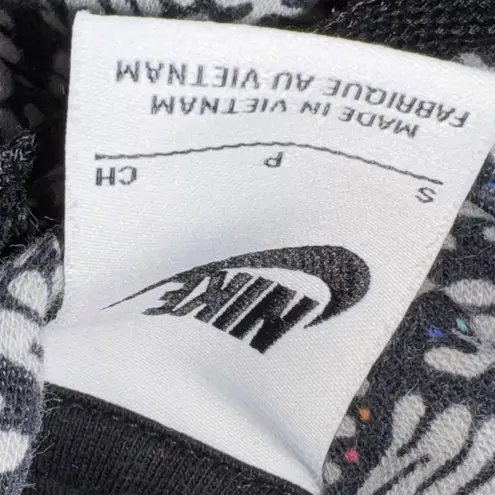 NIKE
S P CH
MADE IN VIETNAM
FABRIQUE AU VIETNAM